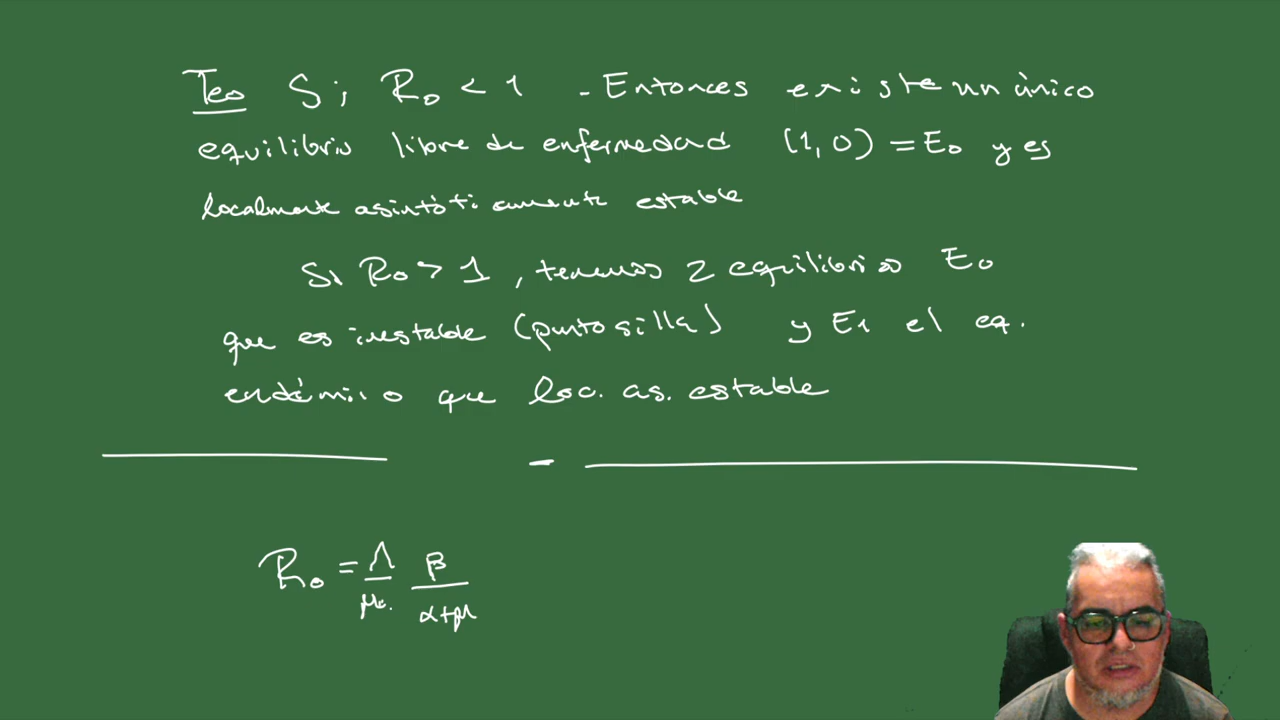 Teo Si R₀ < 1 - Entonces existe un único
equilibrio libre de enfermedad (1, 0) = E₀ y es
localmente asintóticamente estable
Si R₀ > 1, tenemos 2 equilibrios E₀
que es inestable (punto silla) y E₁ el eq.
endémico que loc. as. estable
R₀ = Λ/μ β/(α+μ)